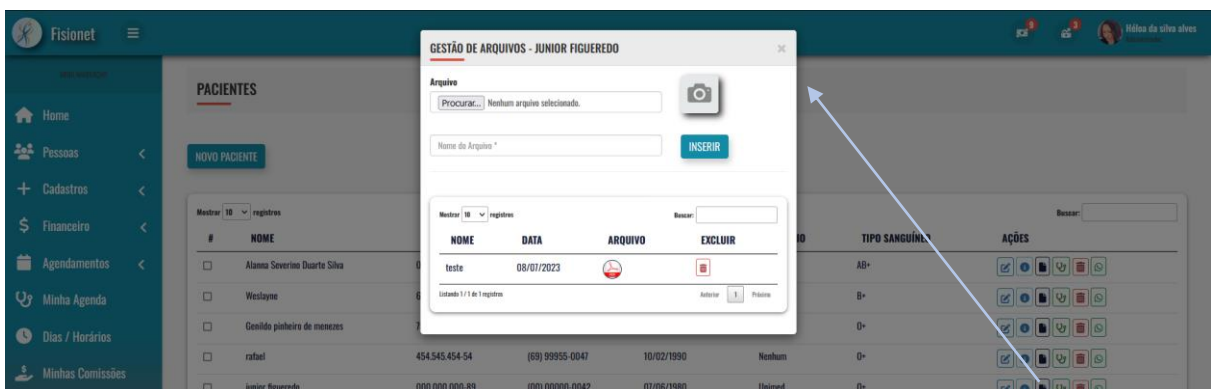 Fisionet
9
3
Héloa da silva alves
GESTÃO DE ARQUIVOS - JUNIOR FIGUEREDO
×
PACIENTES
Arquivo
Procurar... Nenhum arquivo selecionado.
Home
Pessoas
Nome do Arquivo *
INSERIR
NOVO PACIENTE
Cadastros
Financeiro
Mostrar 10 registros
Buscar:
Mostrar 10 registros
Buscar:
# NOME
NOME DATA ARQUIVO EXCLUIR
TIPO SANGUÍNEO AÇÕES
Agendamentos
Alanna Severino Duarte Silva
teste 08/07/2023
AB+
Minha Agenda
Weslayne
Listando 1 / 1 de 1 registros
Anterior 1 Próximo
B+
Dias / Horários
Genildo pinheiro de menezes
O+
rafael 454.545.454-54 (69) 99955-0047 10/02/1990 Nenhum O+
Minhas Comissões
junior figueredo 000.000.000-89 (00) 00000-0042 07/06/1980 Unimed O+